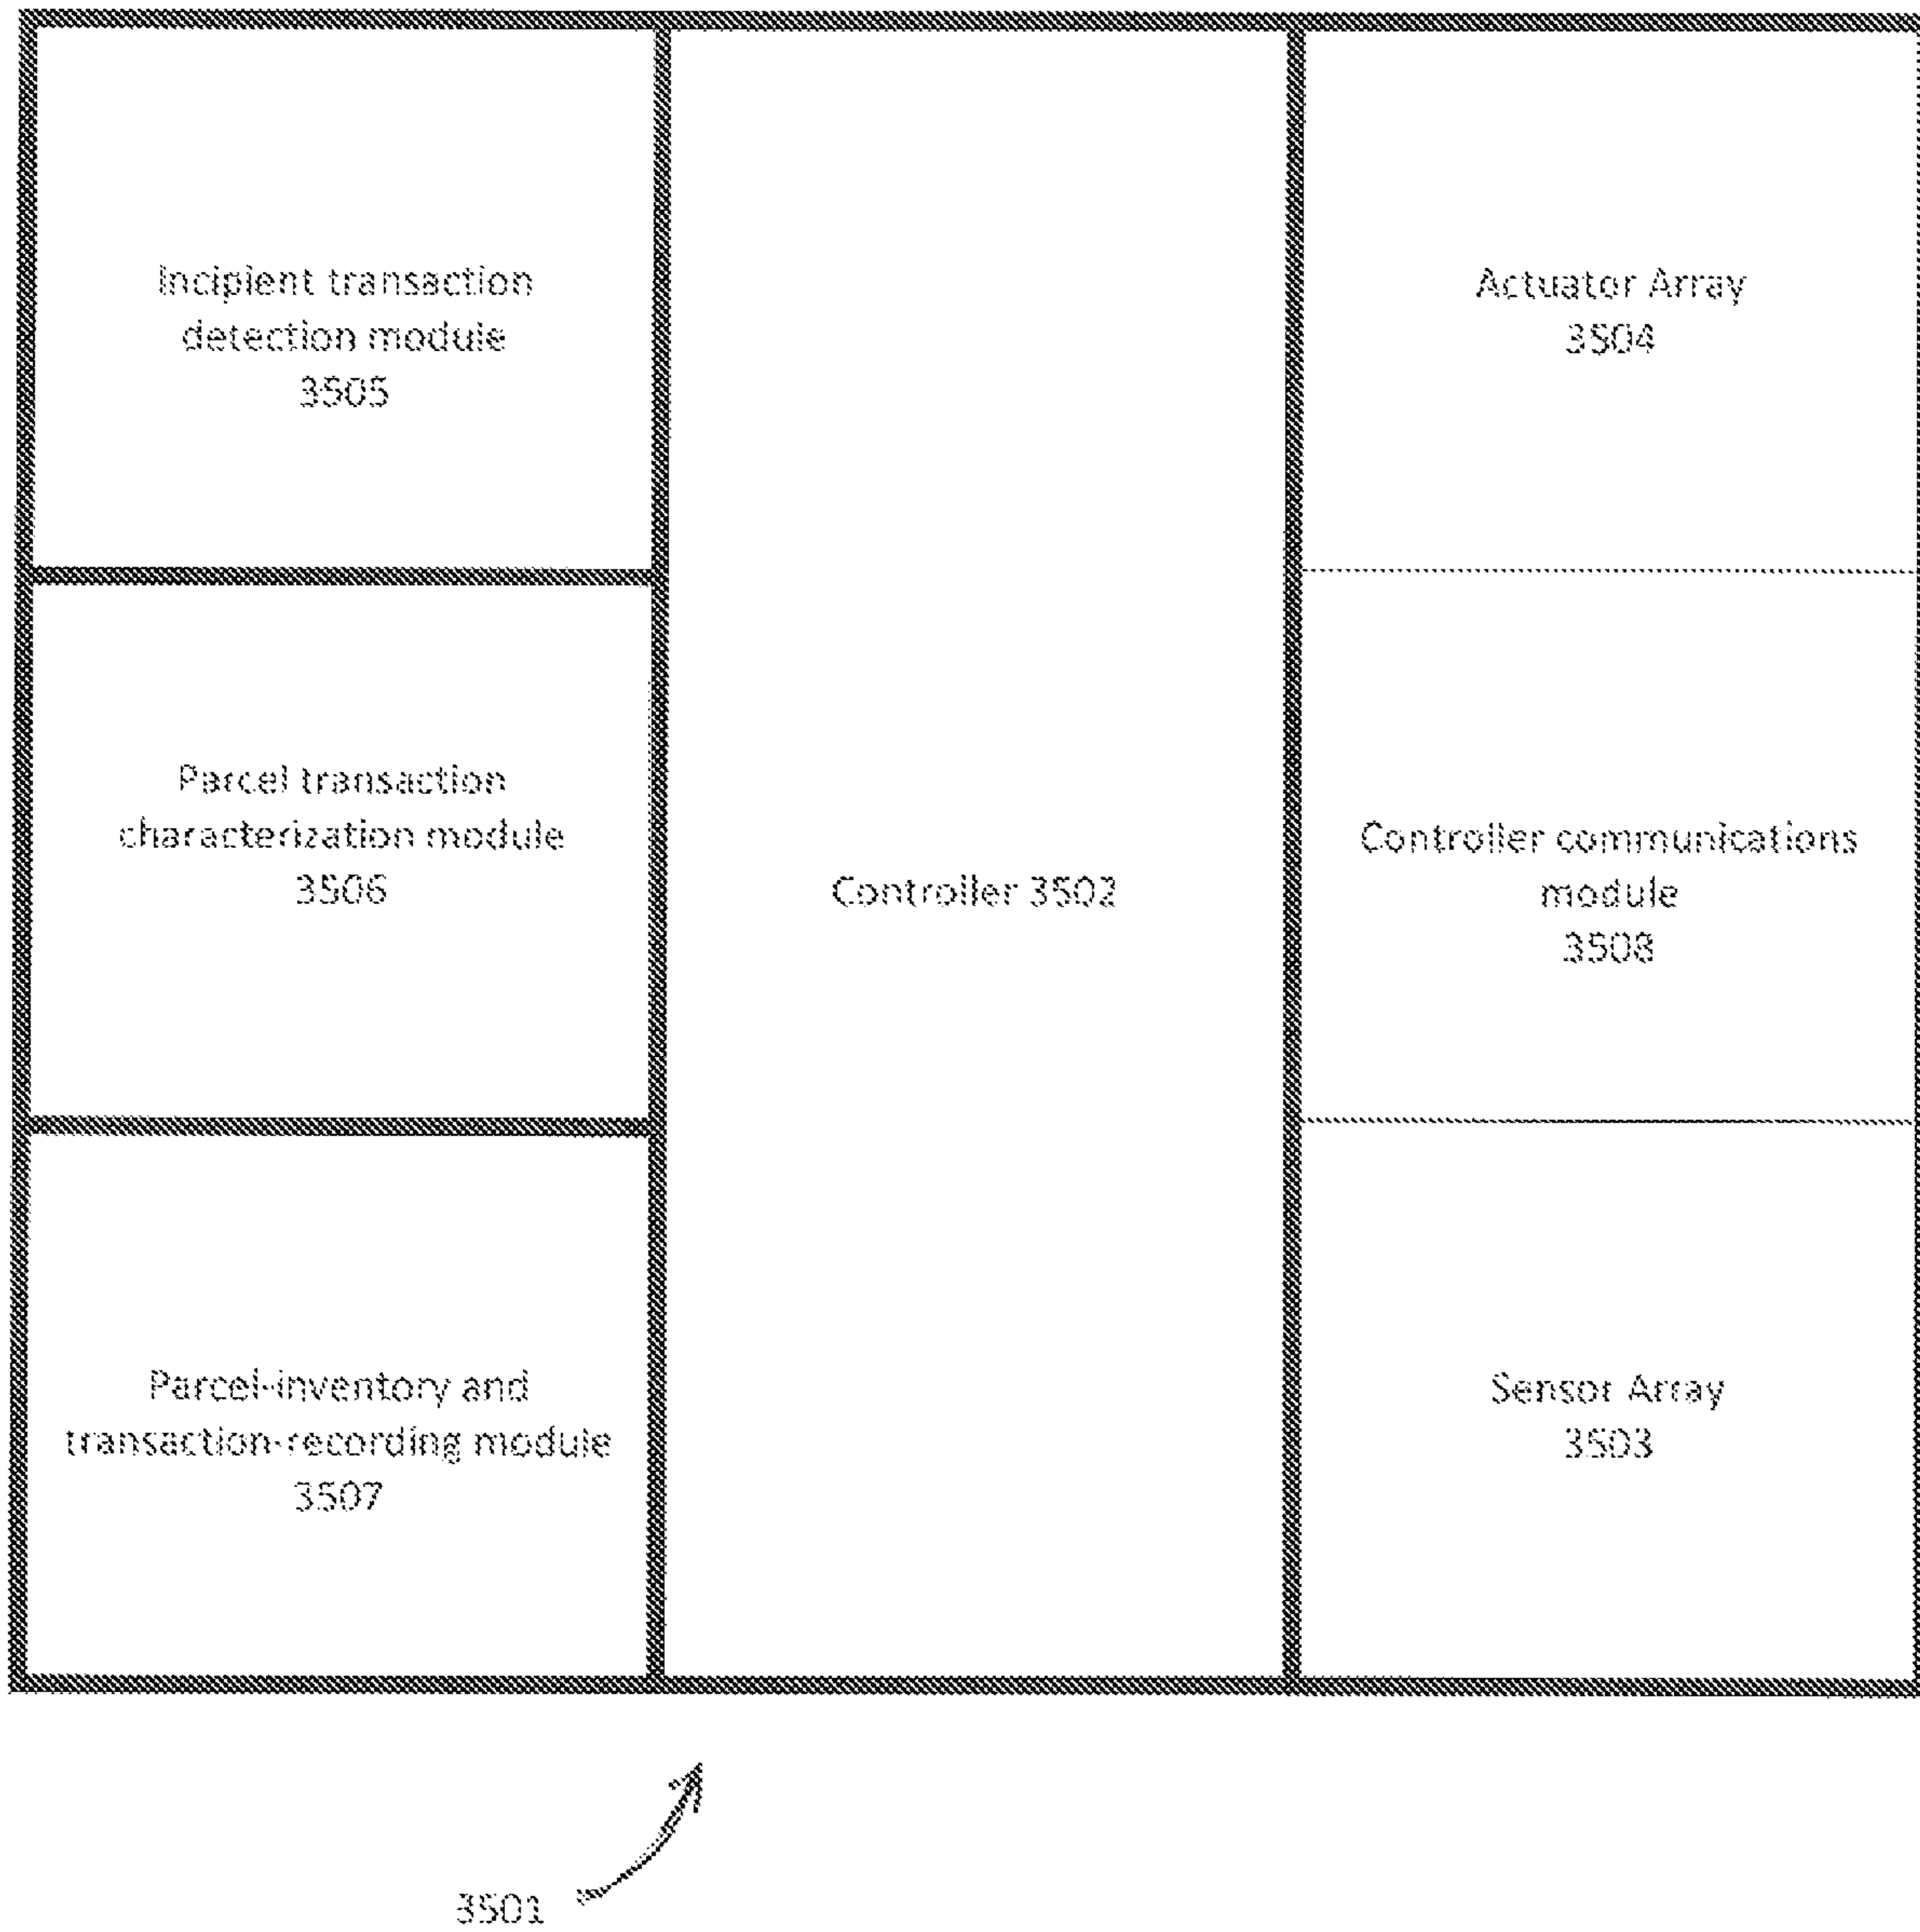 Incipient transaction
detection module
3505
Parcel transaction
characterization module
3506
Parcel-inventory and
transaction-recording module
3507
Controller 3502
Actuator Array
3504
Controller communications
module
3508
Sensor Array
3503
3501